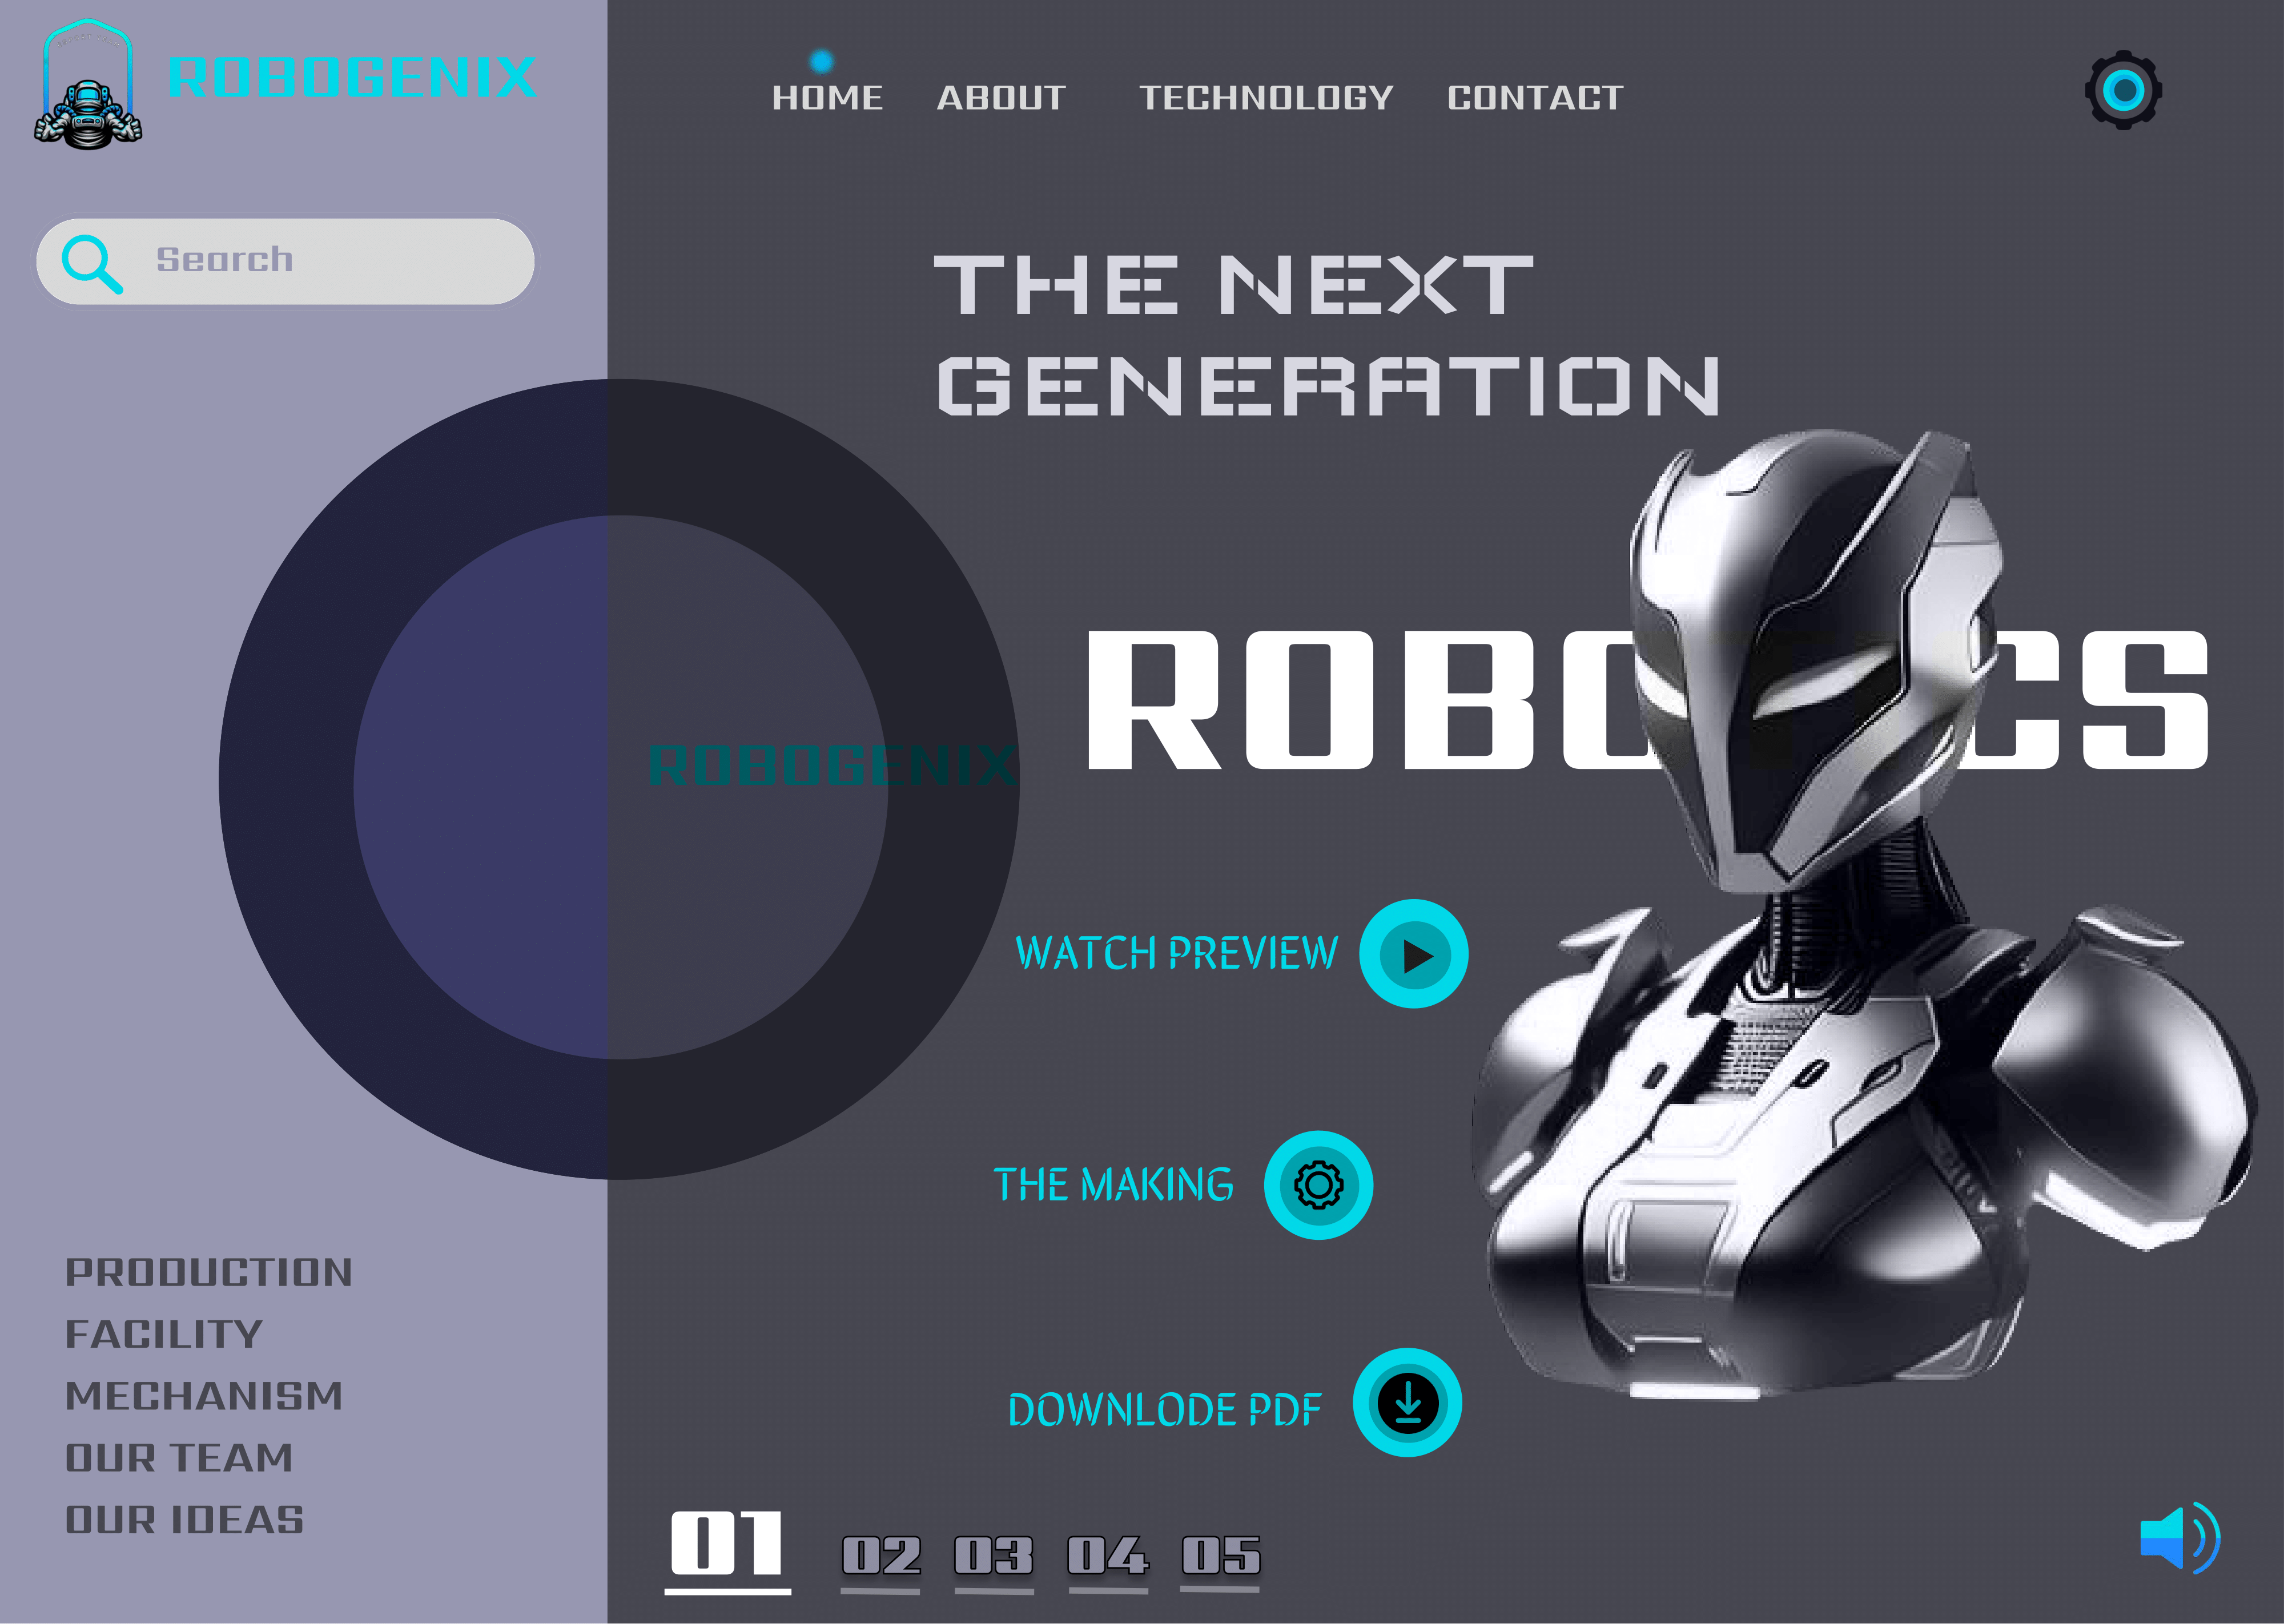 ROBOGENIX
HOME ABOUT TECHNOLOGY CONTACT
Search
THE NEXT
GENERATION
ROBOGENIX
ROBO CS
WATCH PREVIEW
THE MAKING
DOWNLODE PDF
PRODUCTION
FACILITY
MECHANISM
OUR TEAM
OUR IDEAS
01 02 03 04 05